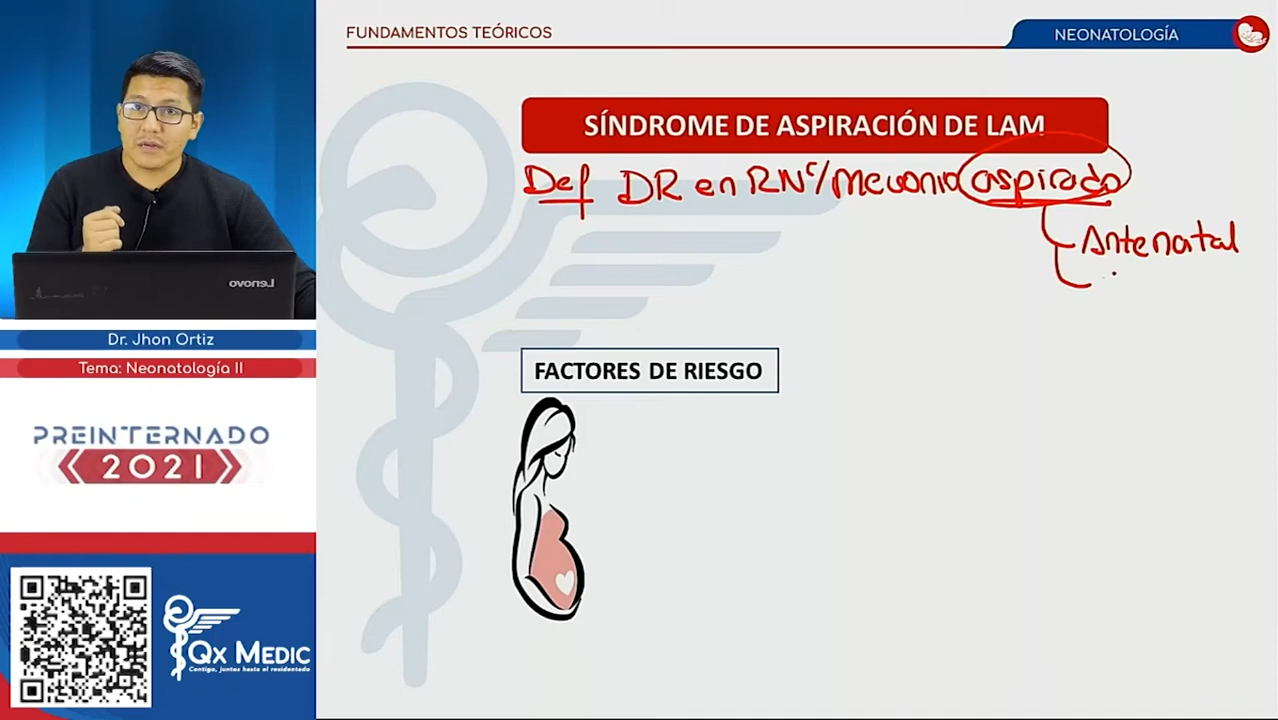 FUNDAMENTOS TEÓRICOS
NEONATOLOGÍA
SÍNDROME DE ASPIRACIÓN DE LAM
Def DR en RN c/ Meconio aspirado
Antenatal
Lenovo
Dr. Jhon Ortiz
Tema: Neonatología II
FACTORES DE RIESGO
PREINTERNADO
2021
QX MEDIC
Contigo, juntos hasta el residentado